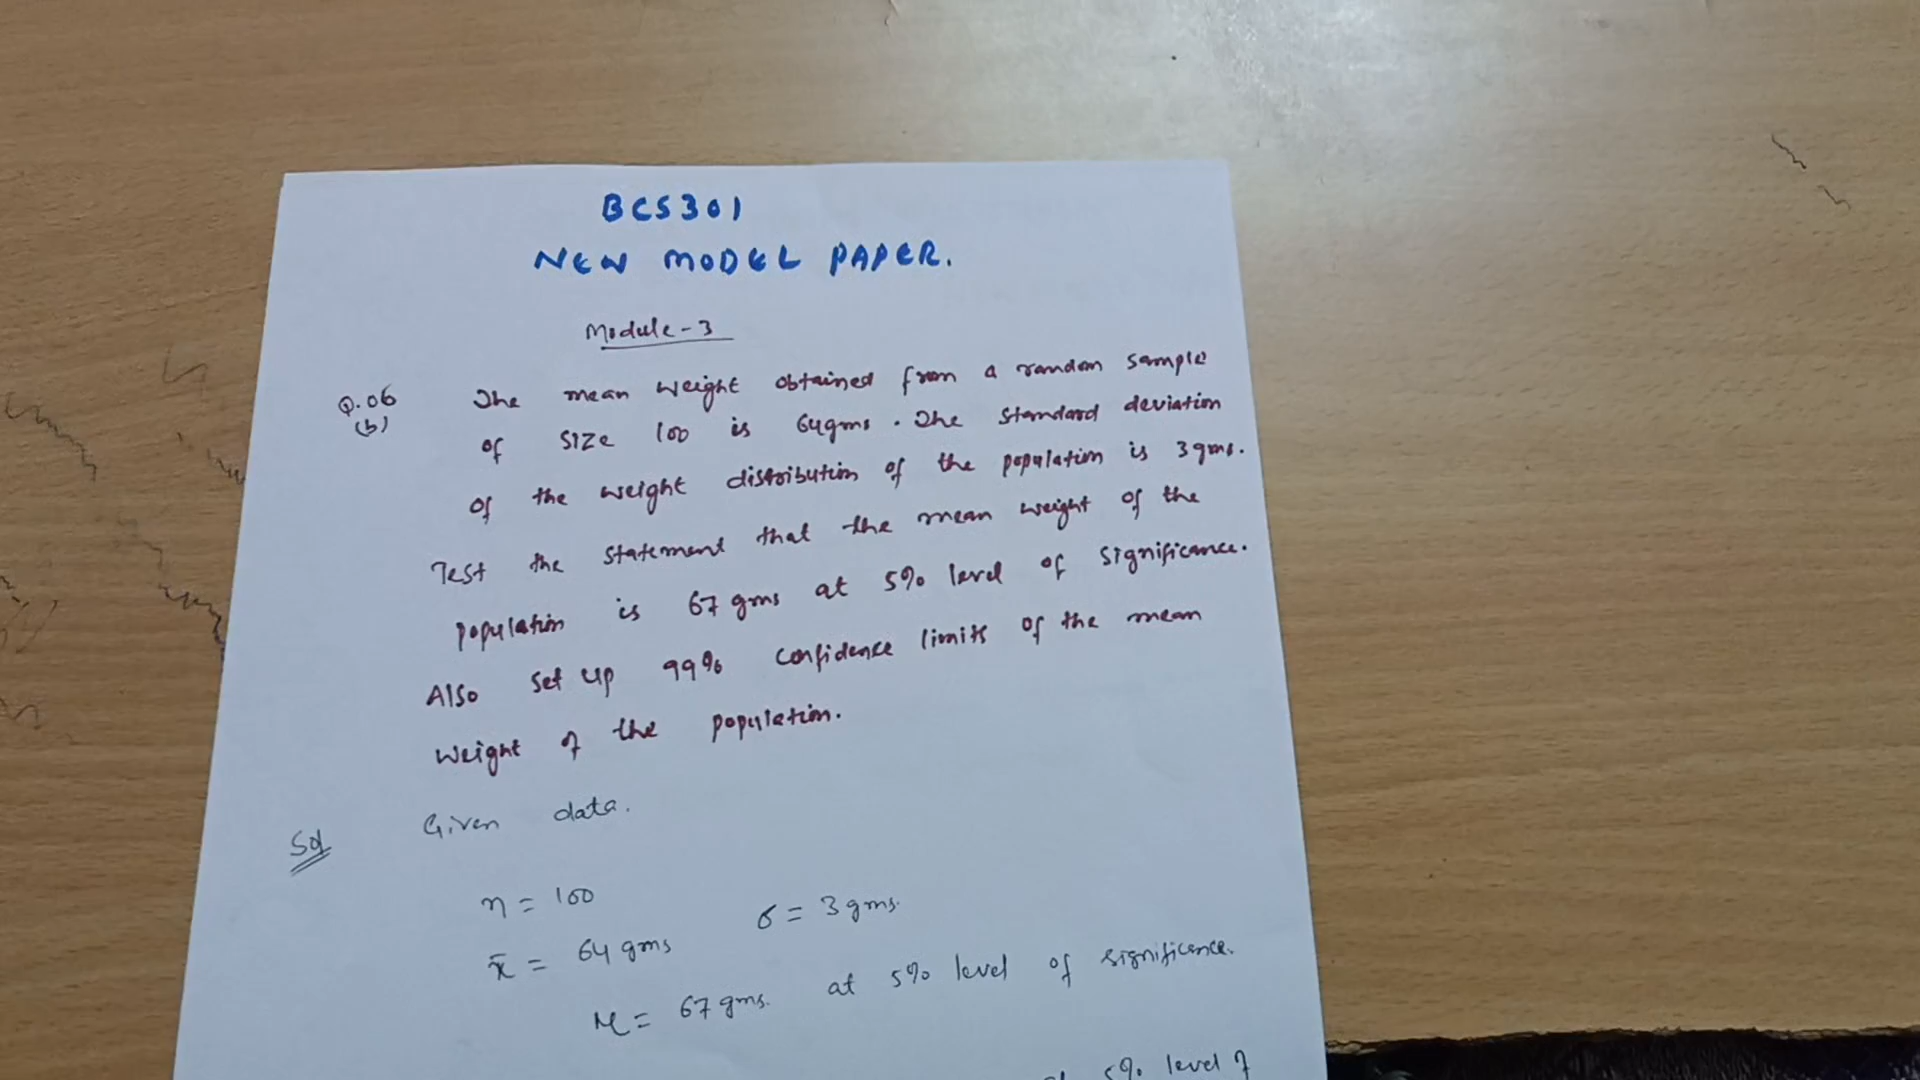 BCS301
NEW MODEL PAPER.
Module-3
Q.06 The mean weight obtained from a random sample
(b) of size 100 is 64gms. The standard deviation
of the weight distribution of the population is 3gms.
Test the statement that the mean weight of the
population is 67 gms at 5% level of significance.
Also set up 99% confidence limits of the mean
weight of the population.
Sol Given data.
n = 100
σ = 3gms.
x̄ = 64 gms
M = 67 gms. at 5% level of significance.
5% level of